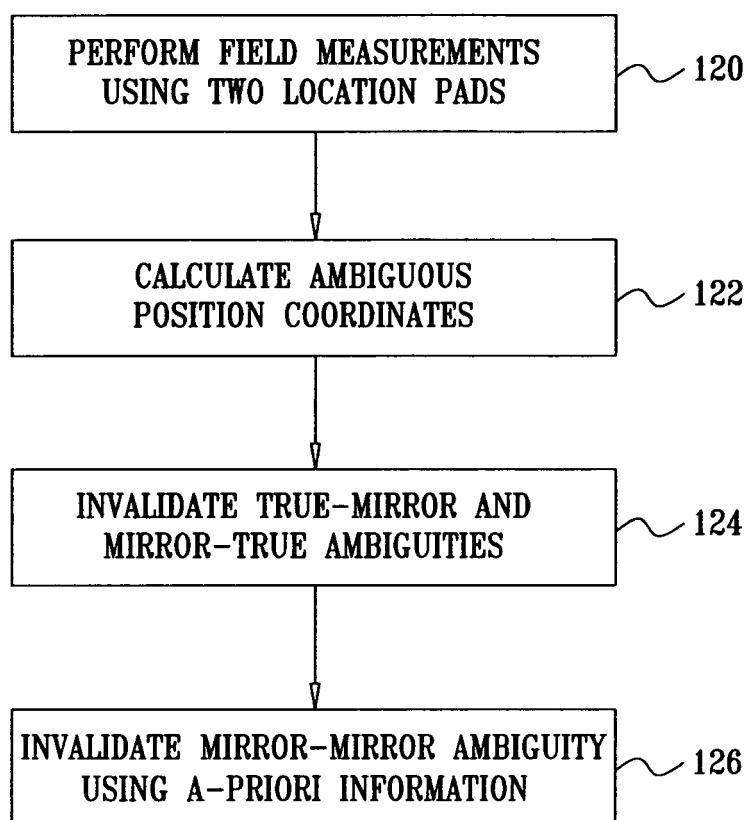 PERFORM FIELD MEASUREMENTS
USING TWO LOCATION PADS
120
CALCULATE AMBIGUOUS
POSITION COORDINATES
122
INVALIDATE TRUE-MIRROR AND
MIRROR-TRUE AMBIGUITIES
124
INVALIDATE MIRROR-MIRROR AMBIGUITY
USING A-PRIORI INFORMATION
126